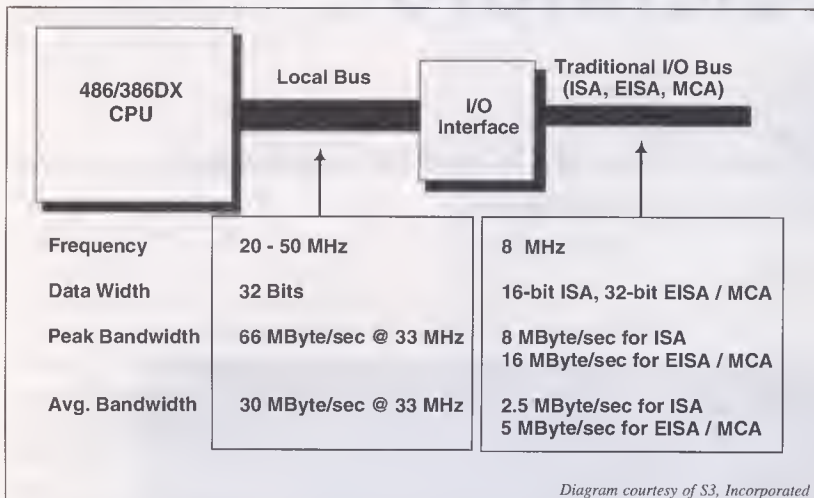 486/386DX
CPU
Local Bus
I/O
Interface
Traditional I/O Bus
(ISA, EISA, MCA)
Frequency
20 - 50 MHz
8 MHz
Data Width
32 Bits
16-bit ISA, 32-bit EISA / MCA
Peak Bandwidth
66 MByte/sec @ 33 MHz
8 MByte/sec for ISA
16 MByte/sec for EISA / MCA
Avg. Bandwidth
30 MByte/sec @ 33 MHz
2.5 MByte/sec for ISA
5 MByte/sec for EISA / MCA
Diagram courtesy of S3, Incorporated